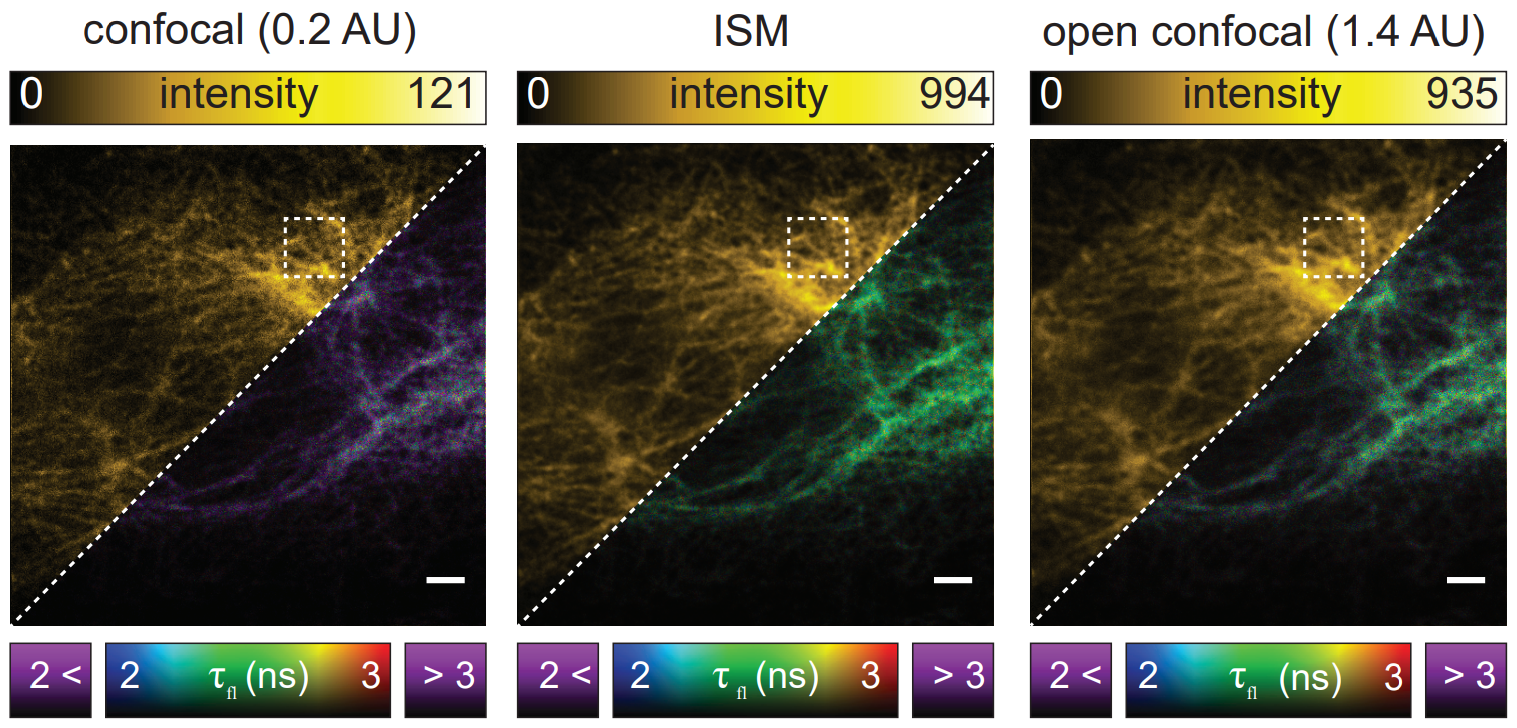 confocal (0.2 AU) ISM open confocal (1.4 AU)
0 intensity 121 0 intensity 994 0 intensity 935
2 < 2 τfl (ns) 3 > 3 2 < 2 τfl (ns) 3 > 3 2 < 2 τfl (ns) 3 > 3